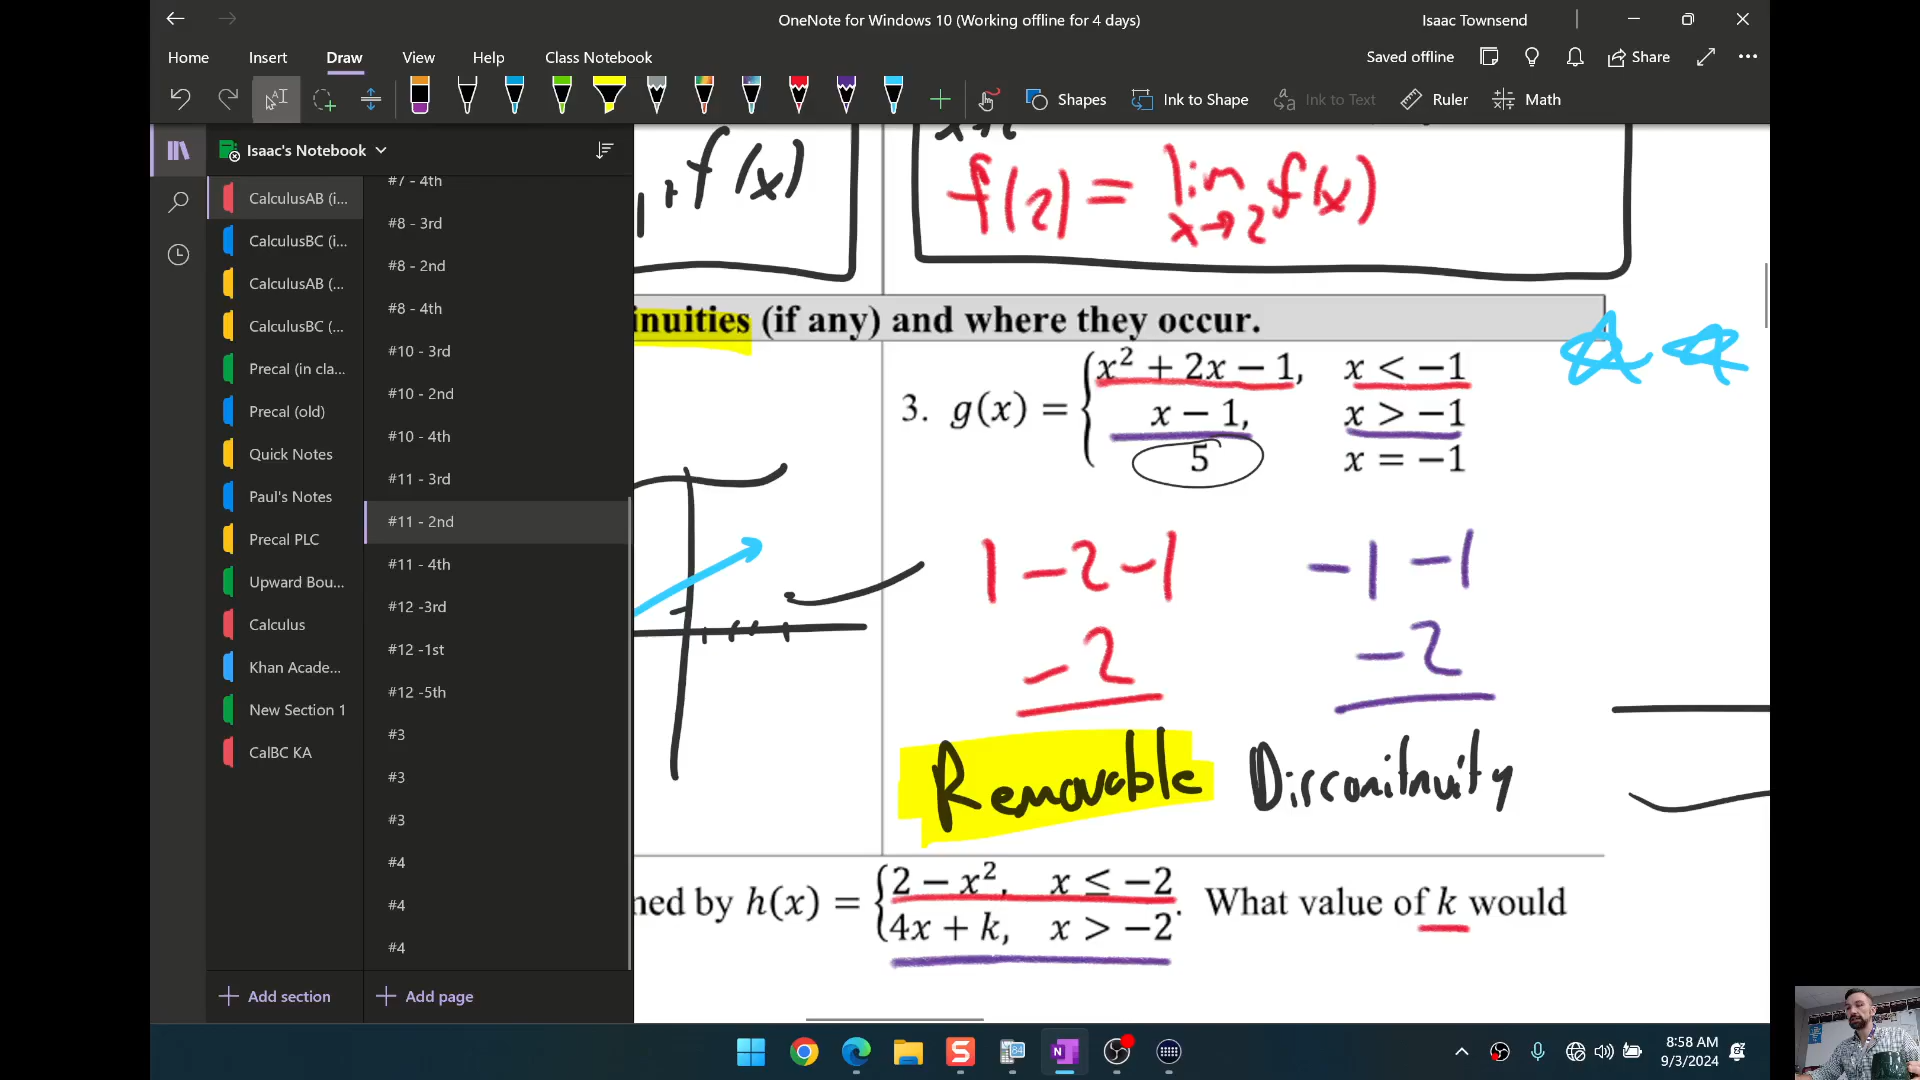 OneNote for Windows 10 (Working offline for 4 days)
Isaac Townsend
Home Insert Draw View Help Class Notebook
Saved offline
Share
Shapes
Ink to Shape
Ink to Text
Ruler
Math
Isaac's Notebook
CalculusAB (i...
CalculusBC (i...
CalculusAB (...
CalculusBC (...
Precal (in cla...
Precal (old)
Quick Notes
Paul's Notes
Precal PLC
Upward Bou...
Calculus
Khan Acade...
New Section 1
CalBC KA
Add section
#7 - 4th
#8 - 3rd
#8 - 2nd
#8 - 4th
#10 - 3rd
#10 - 2nd
#10 - 4th
#11 - 3rd
#11 - 2nd
#11 - 4th
#12 -3rd
#12 -1st
#12 -5th
#3
#3
#3
#4
#4
#4
Add page
f(x)
f(2) = lim f(x)
x→2
inuities (if any) and where they occur.
3. g(x) = { x² + 2x − 1, x < −1
x − 1, x > −1
5 x = −1
1 - 2 - 1
-1 -1
-2
-2
Removable Disconitnuity
ned by h(x) = { 2 − x², x ≤ −2
4x + k, x > −2 . What value of k would
8:58 AM
9/3/2024